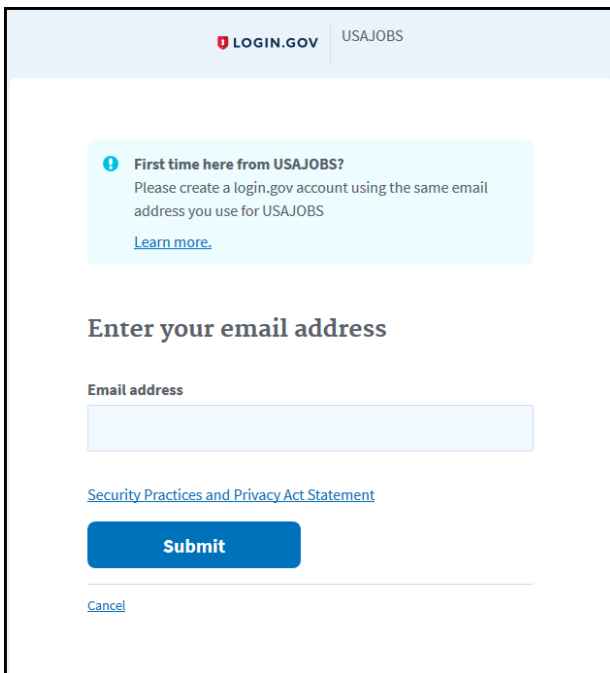 LOGIN.GOV
USAJOBS
First time here from USAJOBS?
Please create a login.gov account using the same email
address you use for USAJOBS
Learn more.
Enter your email address
Email address
Security Practices and Privacy Act Statement
Submit
Cancel